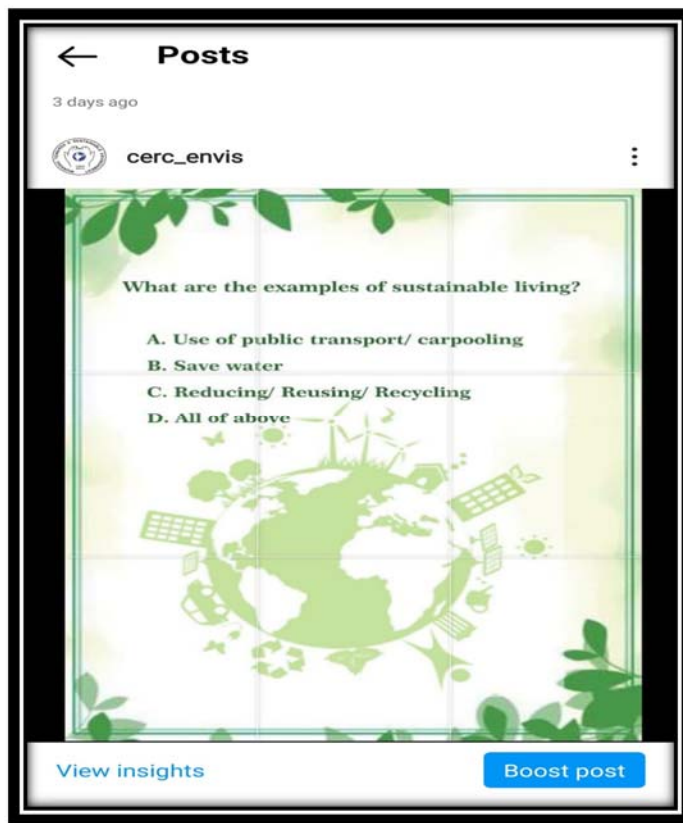 Posts
3 days ago
cerc_envis
What are the examples of sustainable living?
A. Use of public transport/ carpooling
B. Save water
C. Reducing/ Reusing/ Recycling
D. All of above
View insights
Boost post